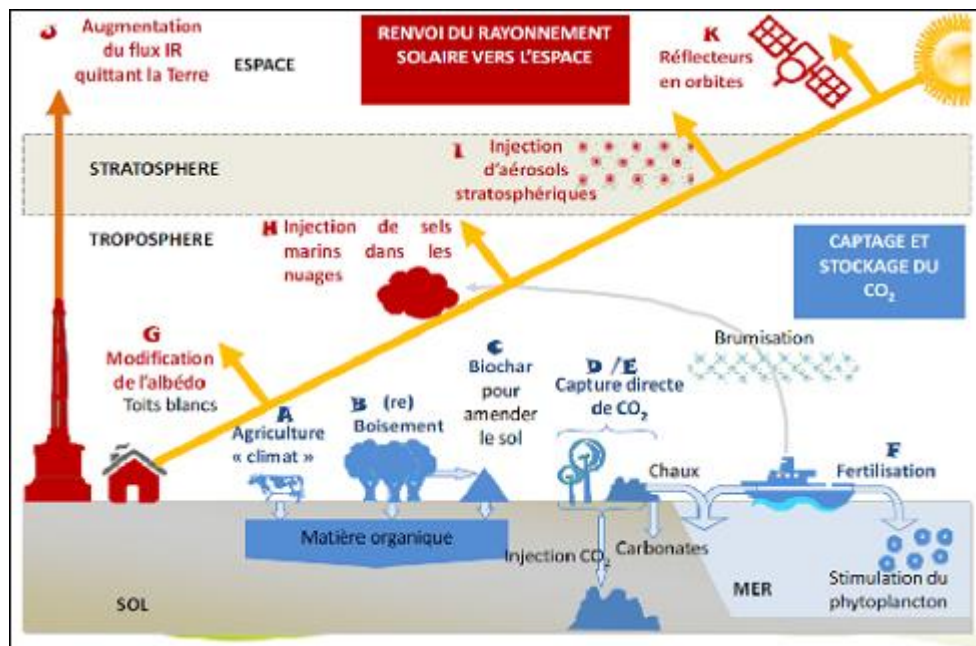 J Augmentation
du flux IR
quittant la Terre
ESPACE
RENVOI DU RAYONNEMENT
SOLAIRE VERS L'ESPACE
K
Réflecteurs
en orbites
STRATOSPHERE
I Injection
d'aérosols
stratosphériques
TROPOSPHERE
H Injection de sels
marins dans les
nuages
CAPTAGE ET
STOCKAGE DU
CO₂
G
Modification
de l'albédo
Toits blancs
A
Agriculture
« climat »
B (re)
Boisement
C
Biochar
pour
amender
le sol
D /E
Capture directe
de CO₂
Brumisation
Chaux
F
Fertilisation
Matière organique
Injection CO₂
Carbonates
SOL
MER
Stimulation du
phytoplancton